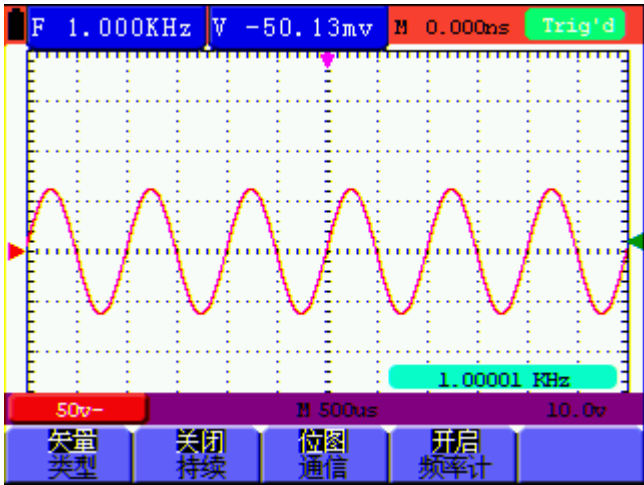 F 1.000KHz V -50.13mv M 0.000ns Trig'd
1.00001 KHz
50v- M 500us 10.0v
矢量 关闭 位图 开启
类型 持续 通信 频率计